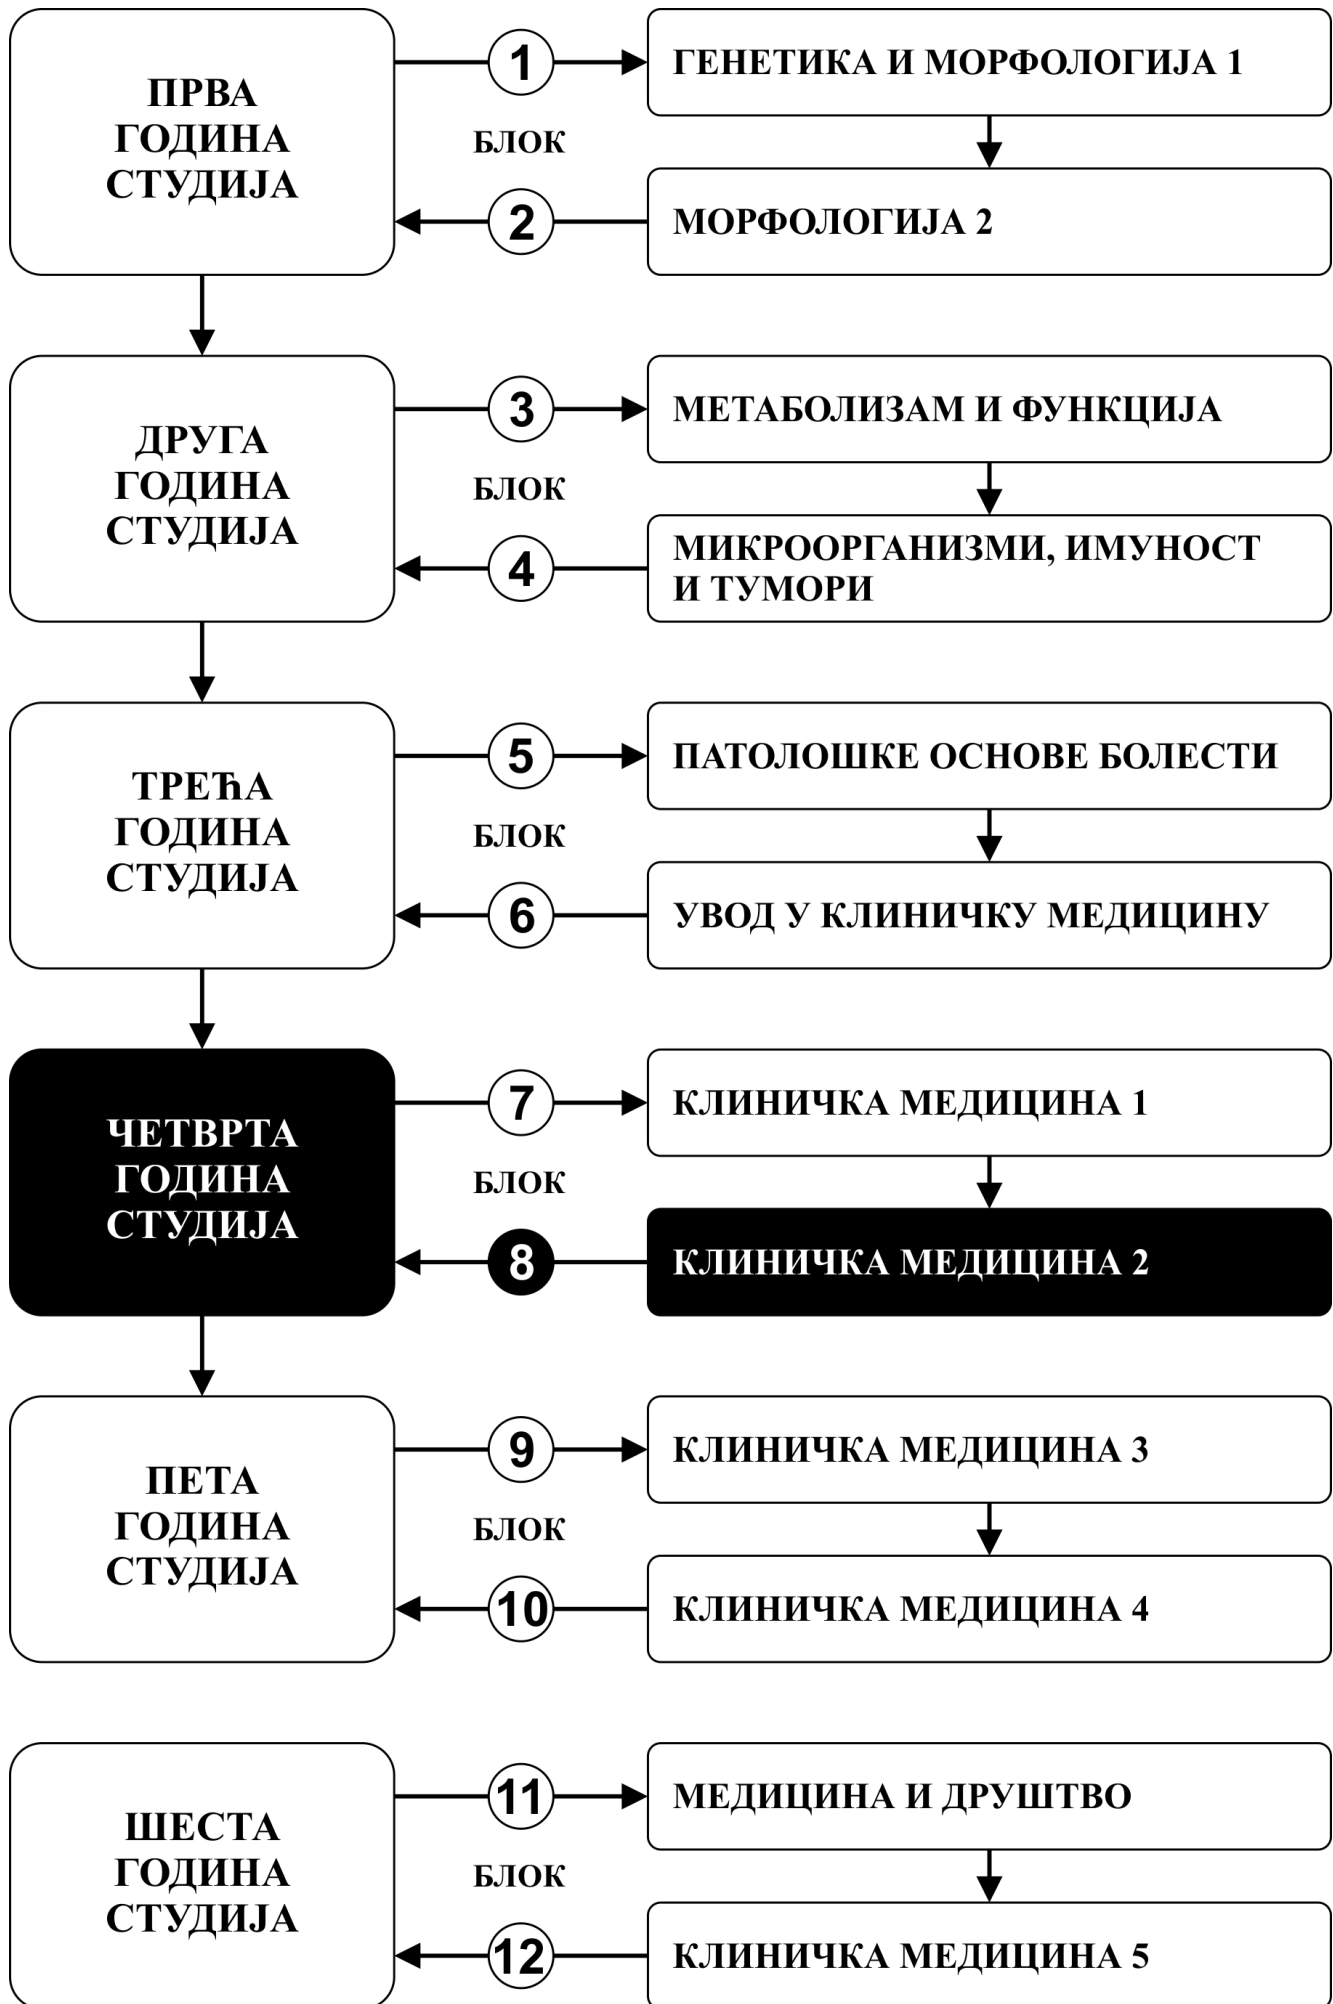 ПРВА
ГОДИНА
СТУДИЈА
1
ГЕНЕТИКА И МОРФОЛОГИЈА 1
БЛОК
2
МОРФОЛОГИЈА 2
ДРУГА
ГОДИНА
СТУДИЈА
3
МЕТАБОЛИЗАМ И ФУНКЦИЈА
БЛОК
4
МИКРООРГАНИЗМИ, ИМУНОСТ
И ТУМОРИ
ТРЕЋА
ГОДИНА
СТУДИЈА
5
ПАТОЛОШКЕ ОСНОВЕ БОЛЕСТИ
БЛОК
6
УВОД У КЛИНИЧКУ МЕДИЦИНУ
ЧЕТВРТА
ГОДИНА
СТУДИЈА
7
КЛИНИЧКА МЕДИЦИНА 1
БЛОК
8
КЛИНИЧКА МЕДИЦИНА 2
ПЕТА
ГОДИНА
СТУДИЈА
9
КЛИНИЧКА МЕДИЦИНА 3
БЛОК
10
КЛИНИЧКА МЕДИЦИНА 4
ШЕСТА
ГОДИНА
СТУДИЈА
11
МЕДИЦИНА И ДРУШТВО
БЛОК
12
КЛИНИЧКА МЕДИЦИНА 5